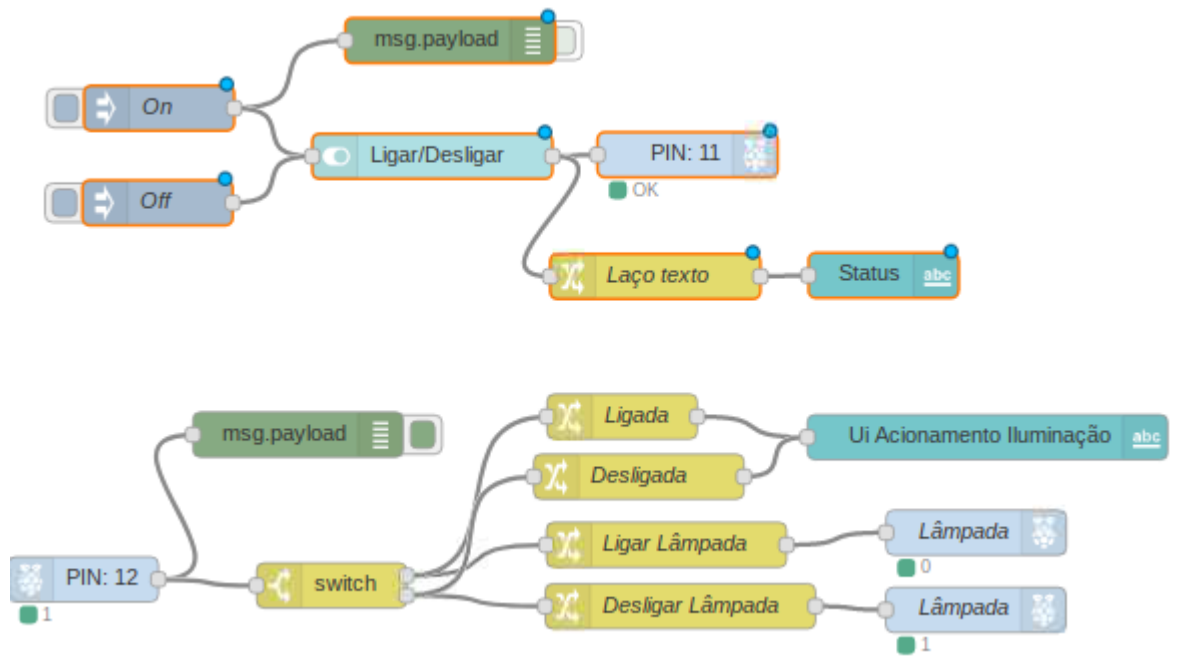 msg.payload
On
Ligar/Desligar
PIN: 11
OK
Off
Laço texto
Status
abc
Ligada
msg.payload
Ui Acionamento Iluminação
abc
Desligada
Ligar Lâmpada
Lâmpada
0
PIN: 12
1
switch
Desligar Lâmpada
Lâmpada
1